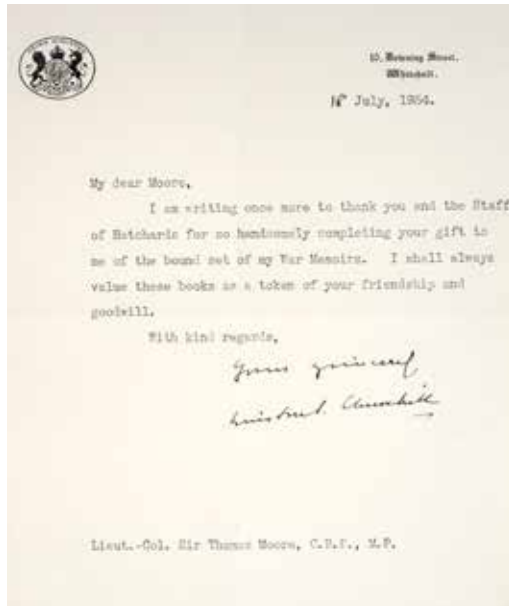 10, Downing Street,
Whitehall.
July, 1954.
My dear Moore,
I am writing once more to thank you and the Staff
of Hatchards for so handsomely completing your gift to
me of the bound set of my War Memoirs. I shall always
value these books as a token of your friendship and
goodwill.
With kind regards,
Yours sincerely
Winston S. Churchill
Lieut.-Col. Sir Thomas Moore, C.B.E., M.P.